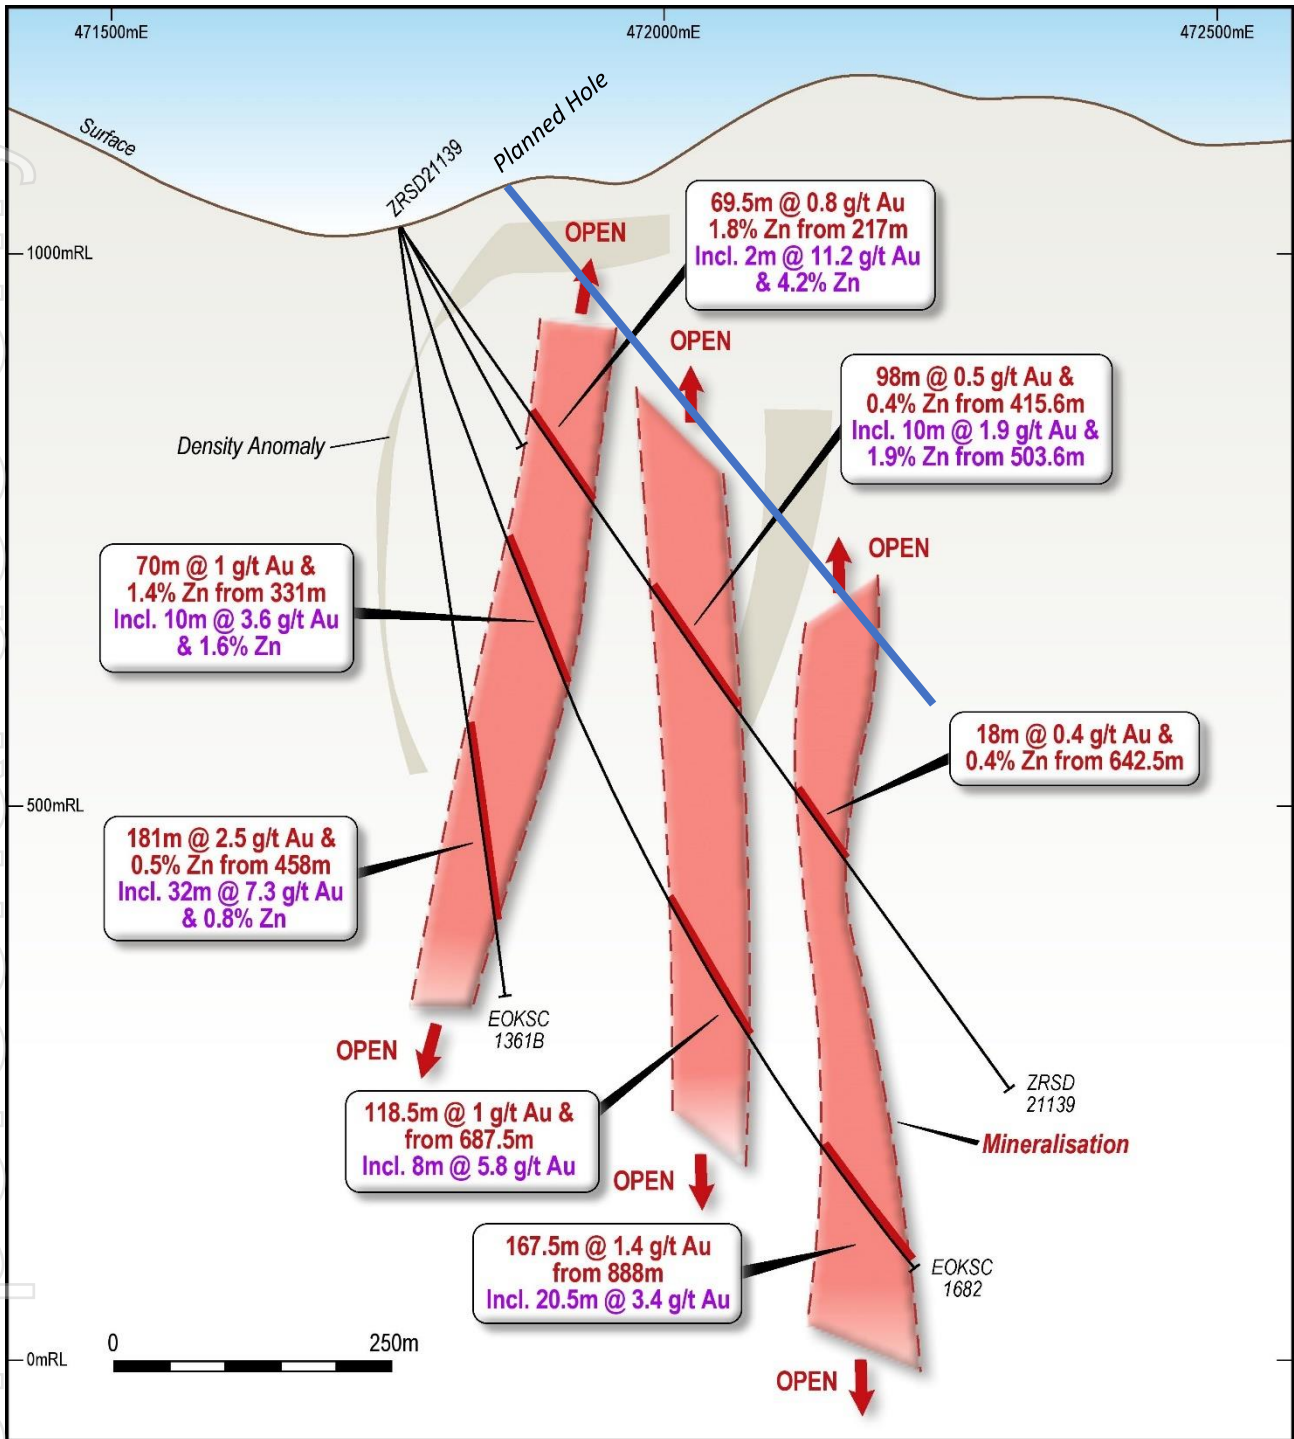 471500mE
472000mE
472500mE
Surface
ZRSD21139
Planned Hole
1000mRL
OPEN
69.5m @ 0.8 g/t Au
1.8% Zn from 217m
Incl. 2m @ 11.2 g/t Au
& 4.2% Zn
OPEN
98m @ 0.5 g/t Au &
0.4% Zn from 415.6m
Incl. 10m @ 1.9 g/t Au &
1.9% Zn from 503.6m
Density Anomaly
OPEN
70m @ 1 g/t Au &
1.4% Zn from 331m
Incl. 10m @ 3.6 g/t Au
& 1.6% Zn
18m @ 0.4 g/t Au &
0.4% Zn from 642.5m
500mRL
181m @ 2.5 g/t Au &
0.5% Zn from 458m
Incl. 32m @ 7.3 g/t Au
& 0.8% Zn
EOKSC
1361B
OPEN
ZRSD
21139
118.5m @ 1 g/t Au &
from 687.5m
Incl. 8m @ 5.8 g/t Au
Mineralisation
OPEN
167.5m @ 1.4 g/t Au
from 888m
Incl. 20.5m @ 3.4 g/t Au
EOKSC
1682
0
250m
0mRL
OPEN